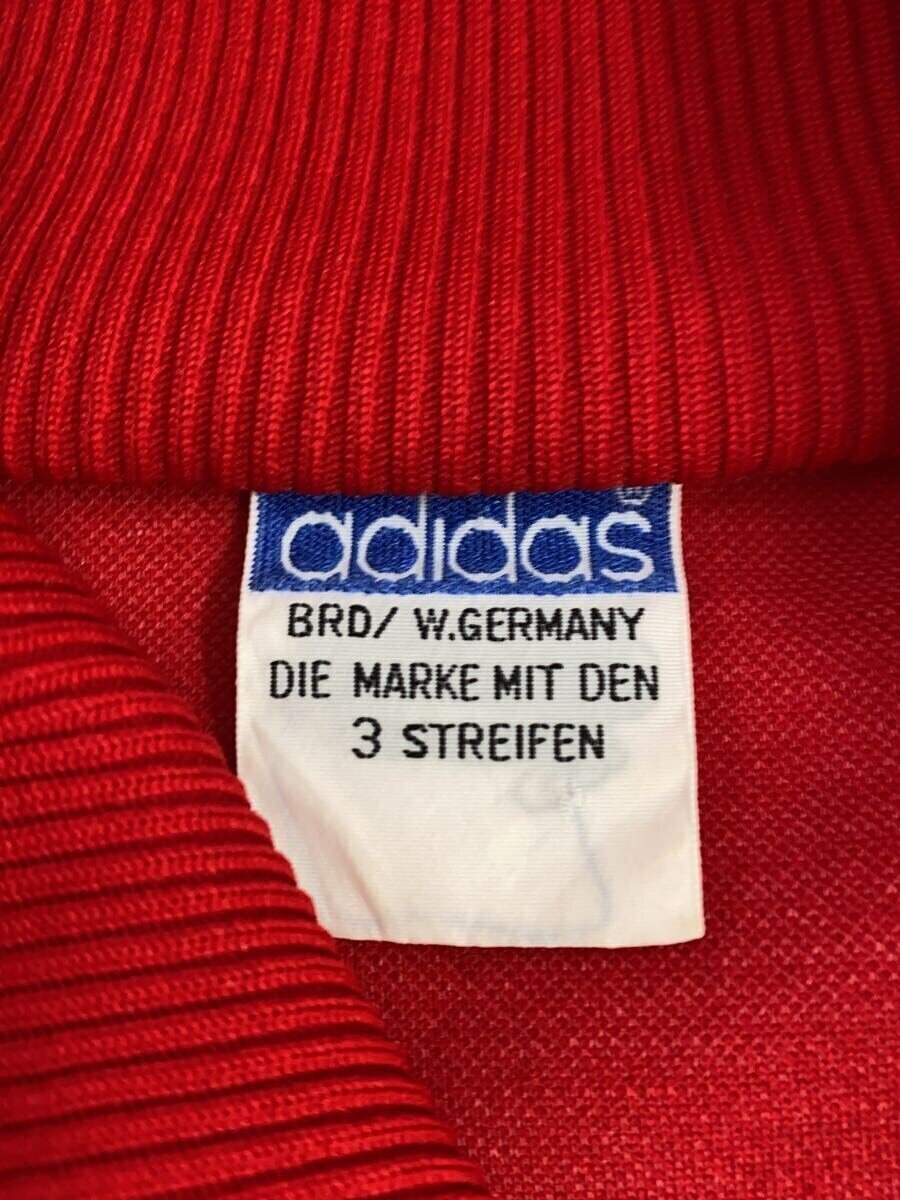 adidas®
BRD/ W.GERMANY
DIE MARKE MIT DEN
3 STREIFEN